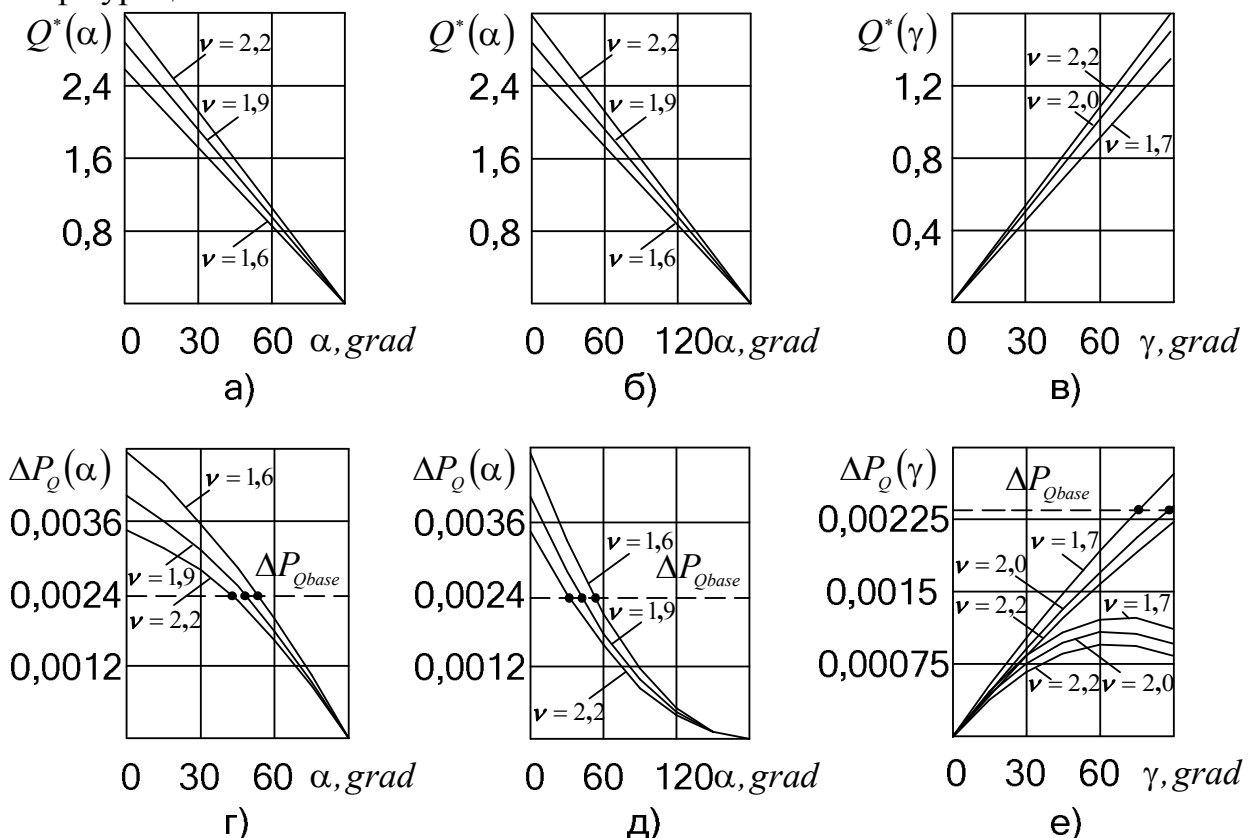 Q*(α)
ν = 2,2
ν = 1,9
ν = 1,6
2,4
1,6
0,8
0 30 60 α, grad
а)
Q*(α)
ν = 2,2
ν = 1,9
ν = 1,6
2,4
1,6
0,8
0 60 120 α, grad
б)
Q*(γ)
ν = 2,2
ν = 2,0
ν = 1,7
1,2
0,8
0,4
0 30 60 γ, grad
в)
ΔP_Q(α)
ν = 1,6
0,0036
ν = 1,9
ΔP_Qbase
0,0024
ν = 2,2
0,0012
0 30 60 α, grad
г)
ΔP_Q(α)
0,0036
ν = 1,6
ΔP_Qbase
0,0024
ν = 1,9
0,0012
ν = 2,2
0 60 120 α, grad
д)
ΔP_Q(γ)
ΔP_Qbase
0,00225
ν = 1,7
ν = 2,0
0,0015
ν = 2,2
ν = 1,7
0,00075
ν = 2,2 ν = 2,0
0 30 60 γ, grad
е)